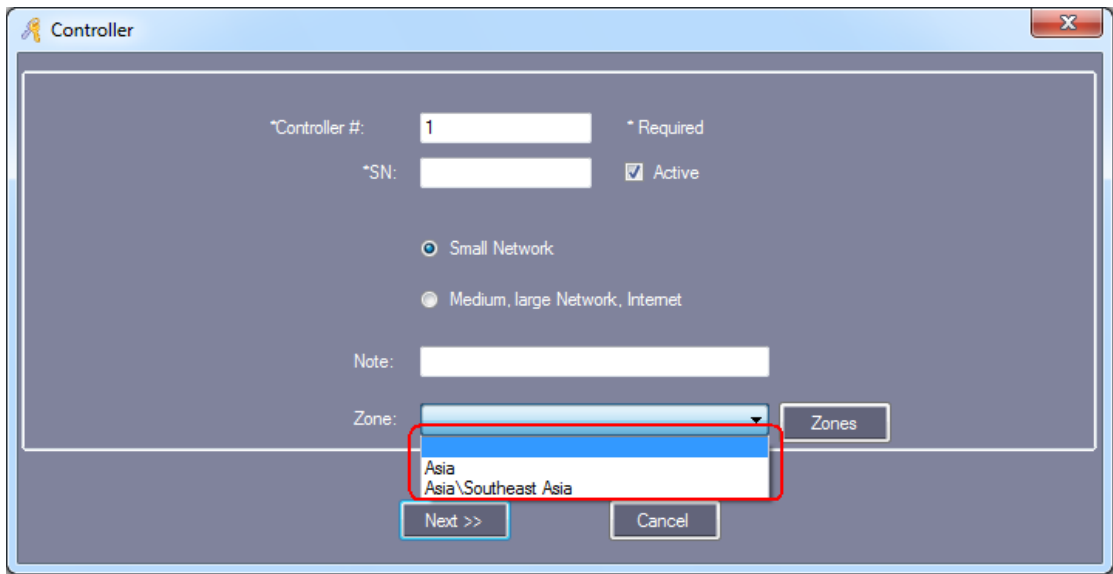 Controller
X
*Controller #: 1 * Required
*SN: Active
Small Network
Medium, large Network, Internet
Note:
Zone: Zones
Asia
Asia\Southeast Asia
Next >> Cancel